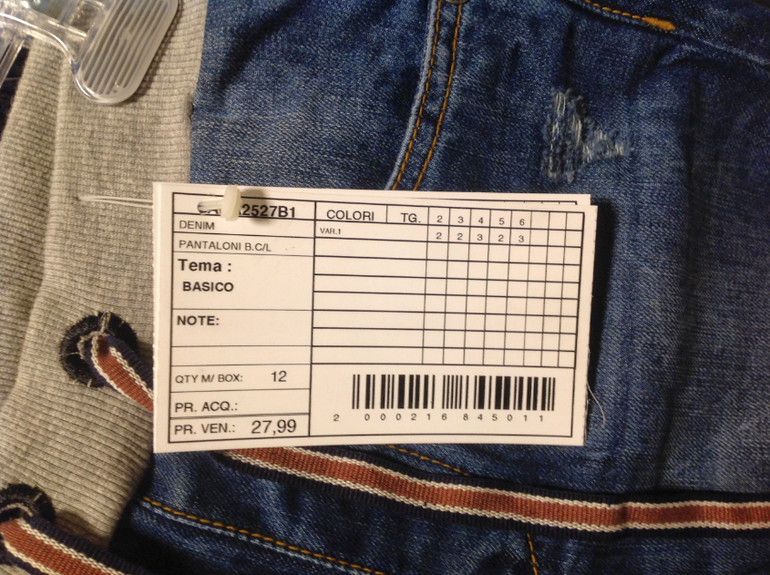 2527B1
DENIM
PANTALONI B.C/L
Tema :
BASICO
NOTE:
QTY M/ BOX: 12
PR. ACQ.:
PR. VEN.: 27,99
COLORI TG. 2 3 4 5 6
VAR.1 2 2 3 2 3
2 000216 845011